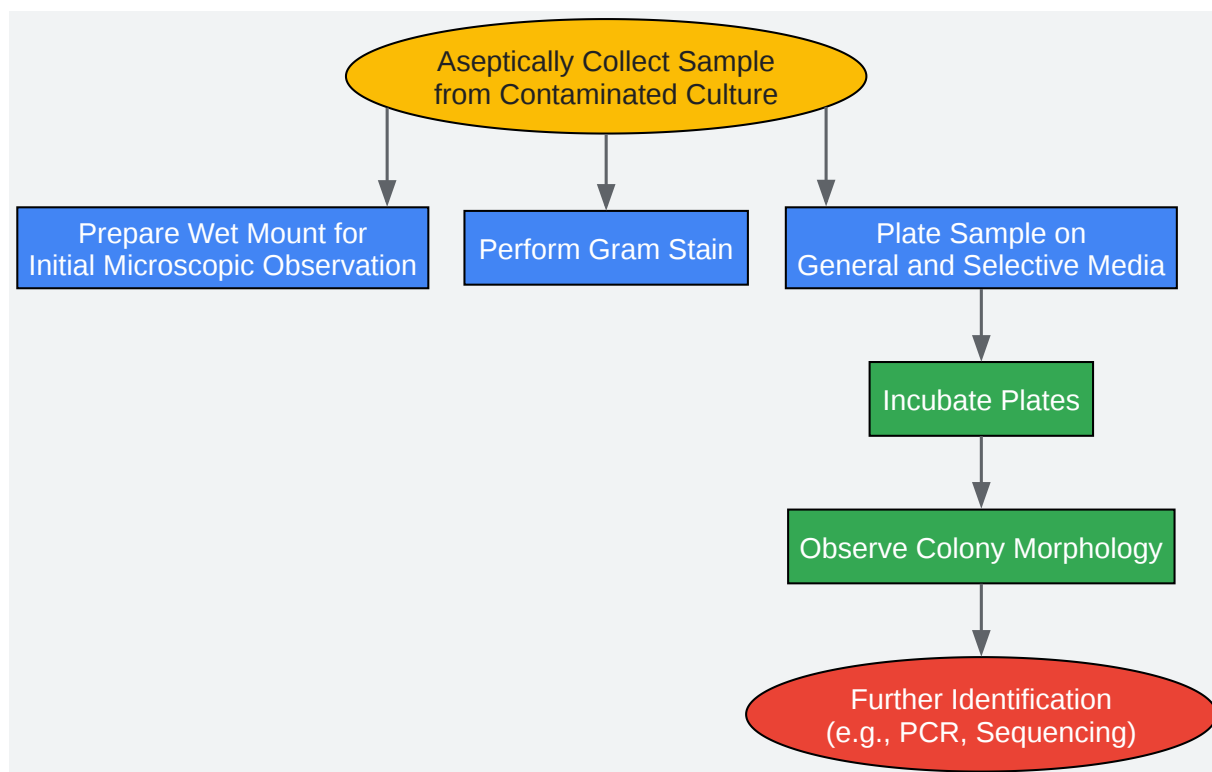 Aseptically Collect Sample
from Contaminated Culture
Prepare Wet Mount for
Initial Microscopic Observation
Perform Gram Stain
Plate Sample on
General and Selective Media
Incubate Plates
Observe Colony Morphology
Further Identification
(e.g., PCR, Sequencing)